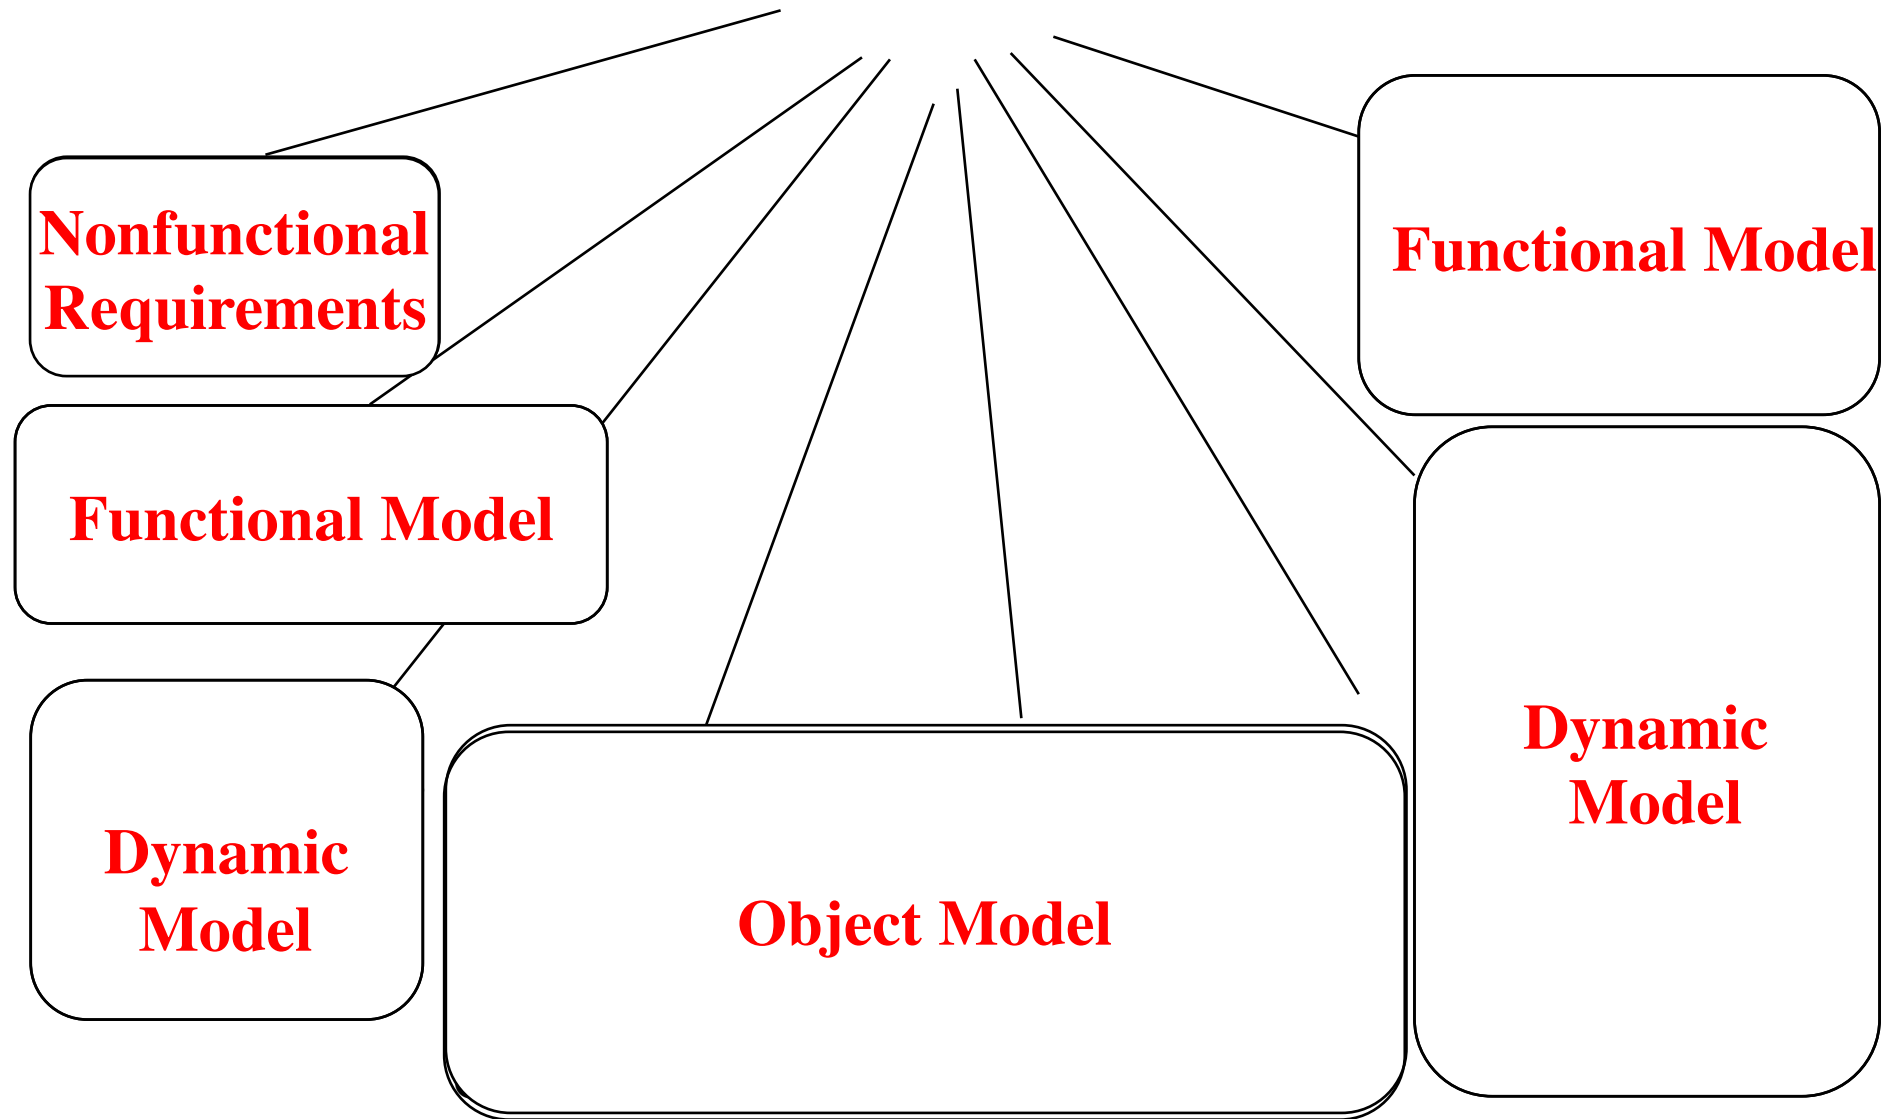 Nonfunctional
Requirements
Functional Model
Functional Model
Dynamic
Model
Object Model
Dynamic
Model